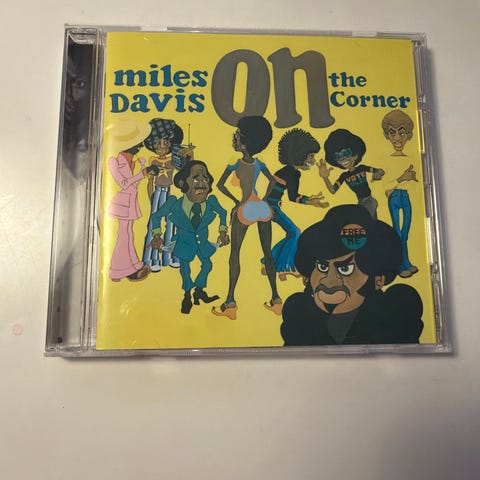 miles Davis on the Corner
VOTE
FREE ME